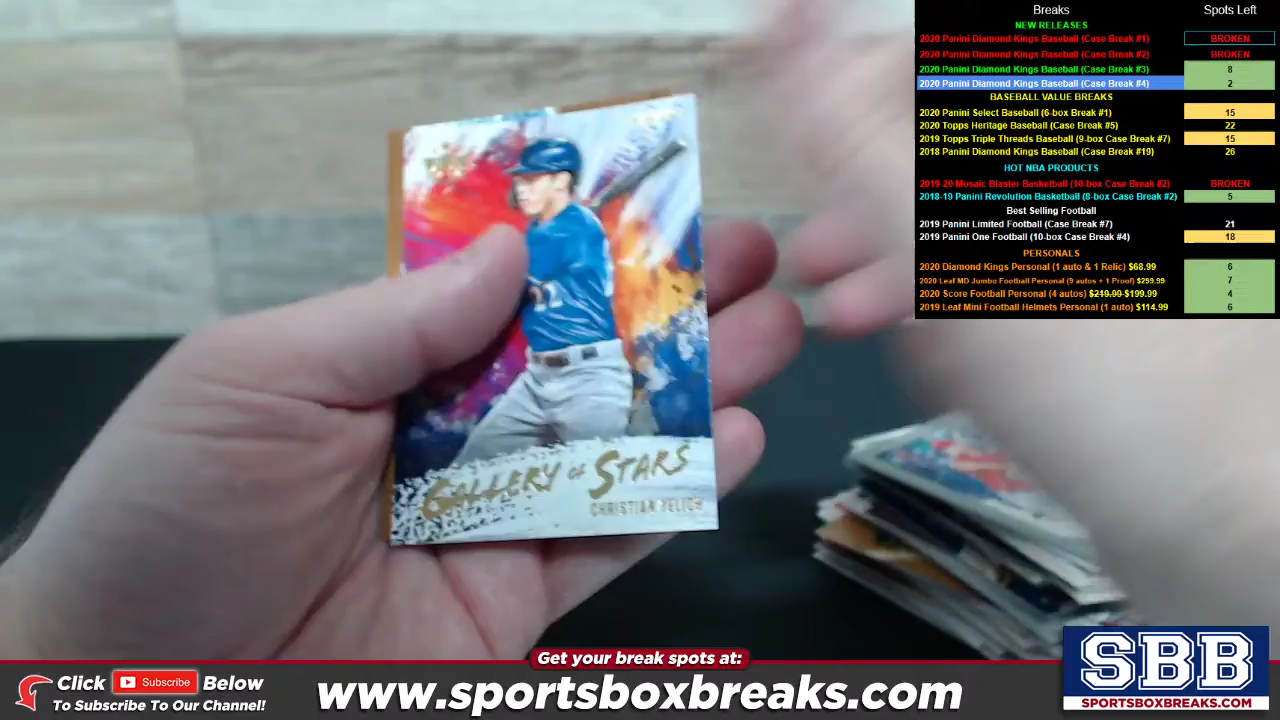 Breaks Spots Left
NEW RELEASES
2020 Panini Diamond Kings Baseball (Case Break #1) BROKEN
2020 Panini Diamond Kings Baseball (Case Break #2) BROKEN
2020 Panini Diamond Kings Baseball (Case Break #3) 8
2020 Panini Diamond Kings Baseball (Case Break #4) 2
BASEBALL VALUE BREAKS
2020 Panini Select Baseball (6-box Break #1) 15
2020 Topps Heritage Baseball (Case Break #5) 22
2019 Topps Triple Threads Baseball (9-box Case Break #7) 15
2018 Panini Diamond Kings Baseball (Case Break #19) 26
HOT NBA PRODUCTS
2019-20 Mosaic Blaster Basketball (10-box Case Break #2) BROKEN
2018-19 Panini Revolution Basketball (8-box Case Break #2) 5
Best Selling Football
2019 Panini Limited Football (Case Break #7) 21
2019 Panini One Football (10-box Case Break #4) 18
PERSONALS
2020 Diamond Kings Personal (1 auto & 1 Relic) $68.99 6
2020 Leaf MD Jumbo Football Personal (9 autos + 1 Proof) $299.99 7
2020 Score Football Personal (4 autos) $219.99 $199.99 4
2019 Leaf Mini Football Helmets Personal (1 auto) $114.99 6
22
GALLERY OF STARS
CHRISTIAN YELICH
Get your break spots at:
Click Subscribe Below
To Subscribe To Our Channel!
www.sportsboxbreaks.com
SBB
SPORTSBOXBREAKS.COM